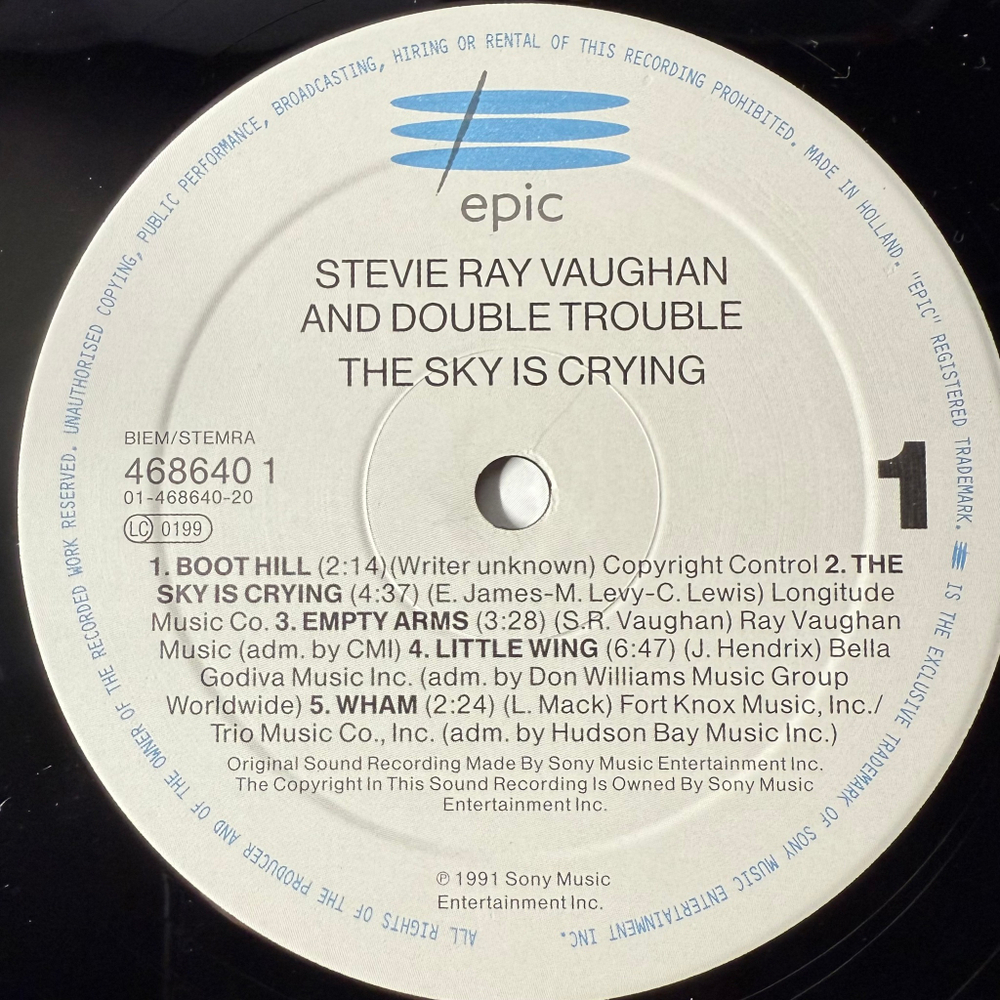 ALL RIGHTS OF THE PRODUCER AND OF THE OWNER OF THE RECORDED WORK RESERVED. UNAUTHORISED COPYING, PUBLIC PERFORMANCE, BROADCASTING, HIRING OR RENTAL OF THIS RECORDING PROHIBITED. MADE IN HOLLAND. "EPIC" REGISTERED TRADEMARK. IS THE EXCLUSIVE TRADEMARK OF SONY MUSIC ENTERTAINMENT INC.
epic
STEVIE RAY VAUGHAN
AND DOUBLE TROUBLE
THE SKY IS CRYING
BIEM/STEMRA
468640 1
01-468640-20
LC 0199
1
1. BOOT HILL (2:14)(Writer unknown) Copyright Control 2. THE
SKY IS CRYING (4:37) (E. James-M. Levy-C. Lewis) Longitude
Music Co. 3. EMPTY ARMS (3:28) (S.R. Vaughan) Ray Vaughan
Music (adm. by CMI) 4. LITTLE WING (6:47) (J. Hendrix) Bella
Godiva Music Inc. (adm. by Don Williams Music Group
Worldwide) 5. WHAM (2:24) (L. Mack) Fort Knox Music, Inc./
Trio Music Co., Inc. (adm. by Hudson Bay Music Inc.)
Original Sound Recording Made By Sony Music Entertainment Inc.
The Copyright In This Sound Recording Is Owned By Sony Music
Entertainment Inc.
℗ 1991 Sony Music
Entertainment Inc.